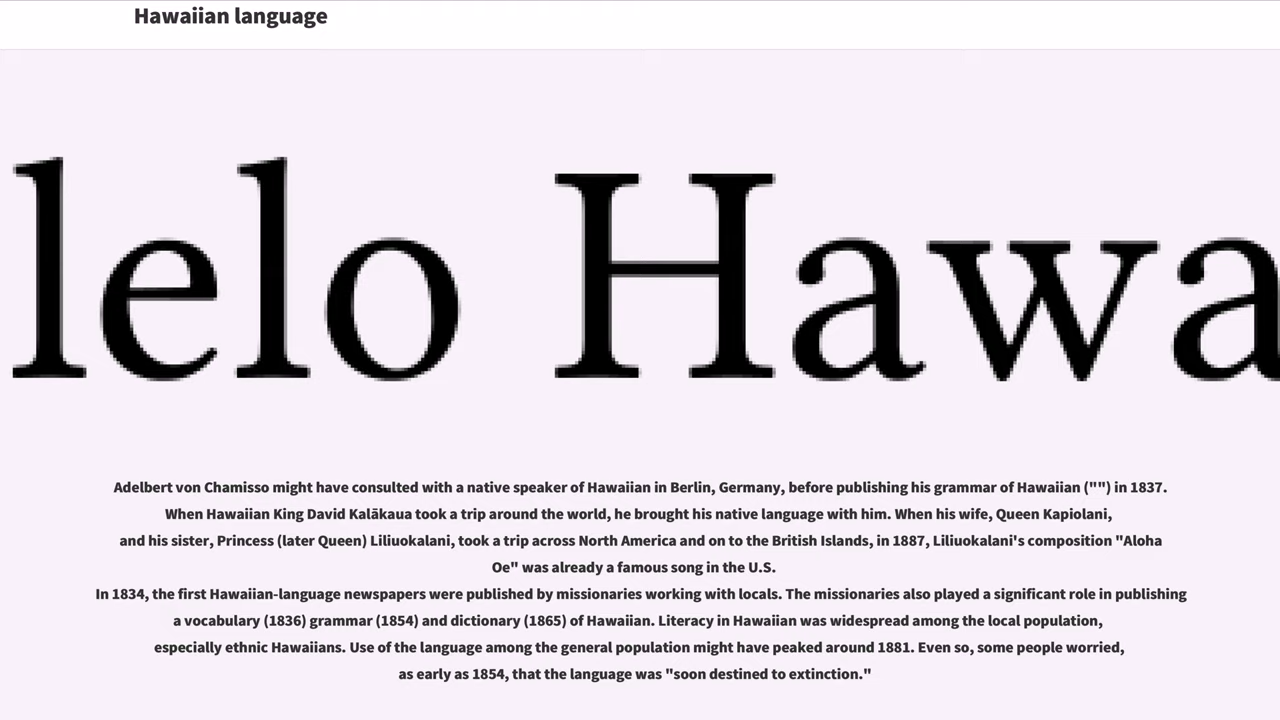 Hawaiian language
lelo Hawa
Adelbert von Chamisso might have consulted with a native speaker of Hawaiian in Berlin, Germany, before publishing his grammar of Hawaiian ("") in 1837.
When Hawaiian King David Kalākaua took a trip around the world, he brought his native language with him. When his wife, Queen Kapiolani,
and his sister, Princess (later Queen) Liliuokalani, took a trip across North America and on to the British Islands, in 1887, Liliuokalani's composition "Aloha
Oe" was already a famous song in the U.S.
In 1834, the first Hawaiian-language newspapers were published by missionaries working with locals. The missionaries also played a significant role in publishing
a vocabulary (1836) grammar (1854) and dictionary (1865) of Hawaiian. Literacy in Hawaiian was widespread among the local population,
especially ethnic Hawaiians. Use of the language among the general population might have peaked around 1881. Even so, some people worried,
as early as 1854, that the language was "soon destined to extinction."